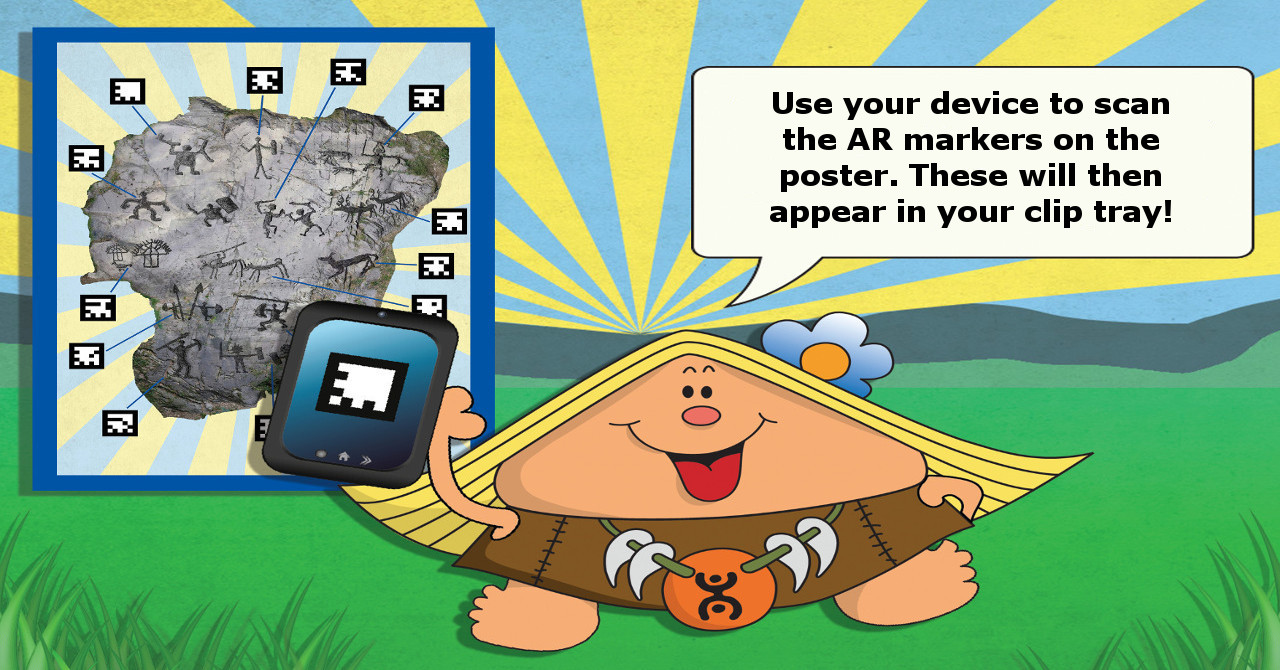 Use your device to scan
the AR markers on the
poster. These will then
appear in your clip tray!